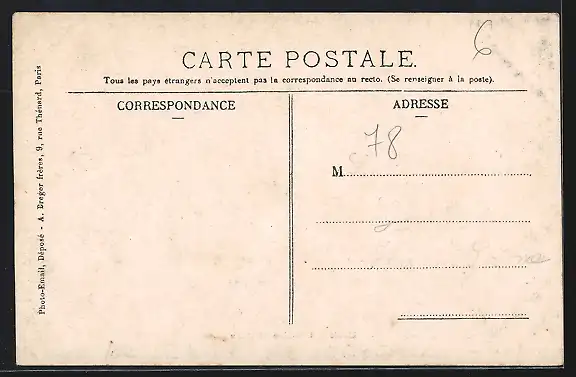 6
CARTE POSTALE.
Tous les pays étrangers n'acceptent pas la correspondance au recto. (Se renseigner à la poste).
CORRESPONDANCE
ADRESSE
78
M
Photo-Email, Déposé - A. Breger frères, 9, rue Thénard, Paris